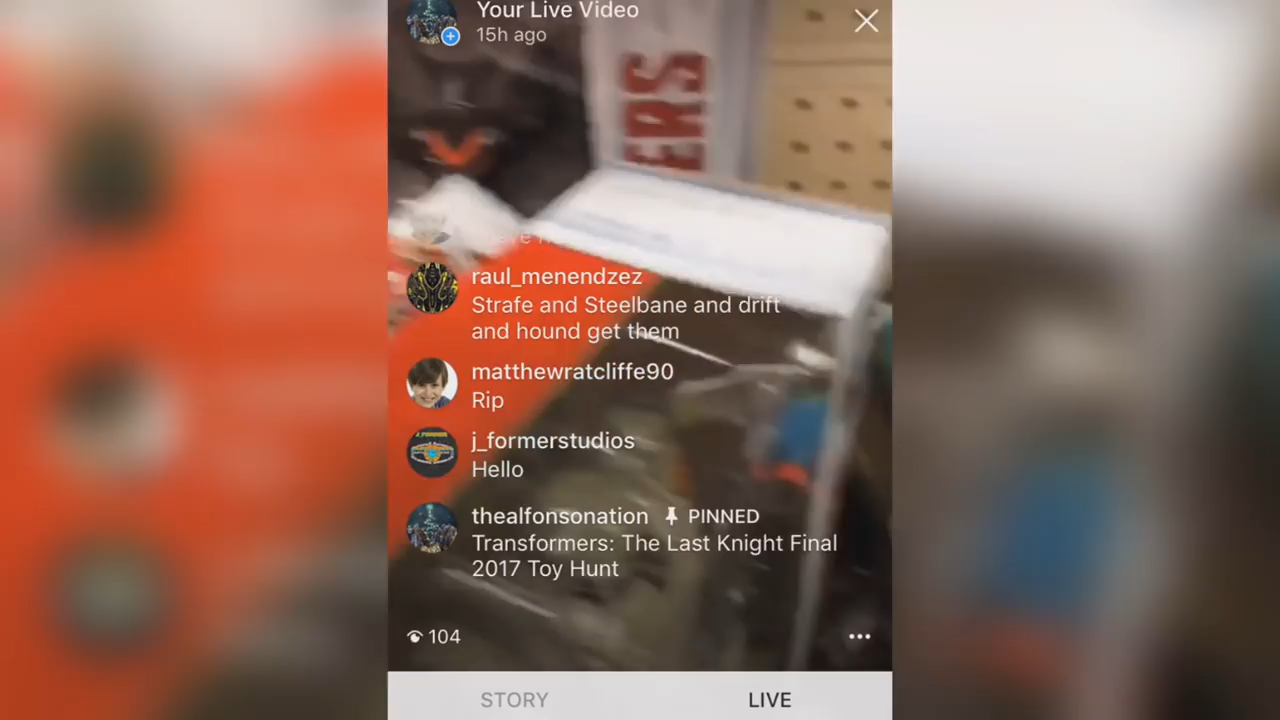 Your Live Video
15h ago
ERS
raul_menendzez
Strafe and Steelbane and drift
and hound get them
matthewratcliffe90
Rip
j_formerstudios
Hello
thealfonsonation PINNED
Transformers: The Last Knight Final
2017 Toy Hunt
104
STORY LIVE